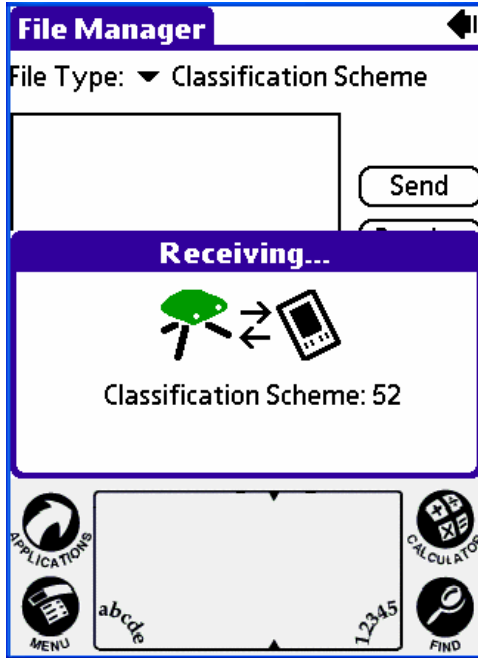 File Manager
File Type: Classification Scheme
Send
Receiving...
Classification Scheme: 52
APPLICATIONS
CALCULATOR
abcde
12345
MENU
FIND